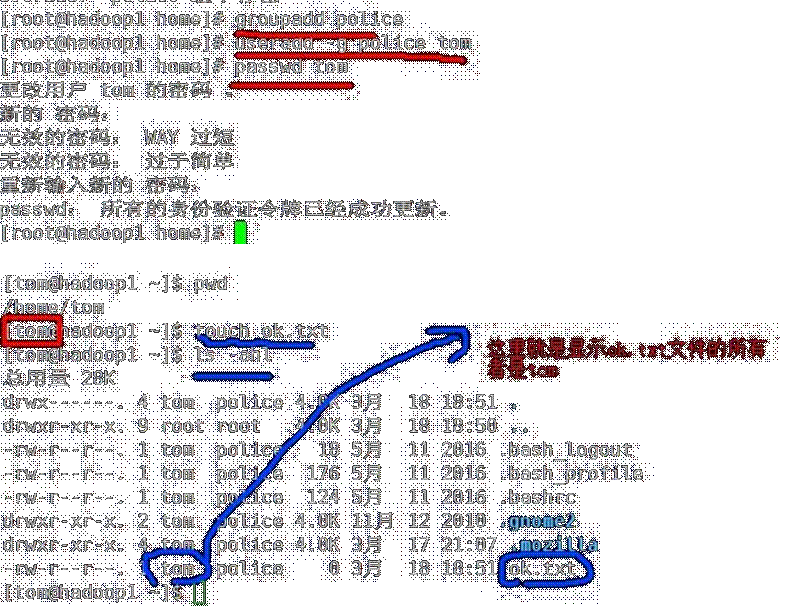 [root@hadoop1 home]# groupadd police
[root@hadoop1 home]# useradd -g police tom
[root@hadoop1 home]# passwd tom
更改用户 tom 的密码 。
新的 密码：
无效的密码： WAY 过短
无效的密码： 过于简单
重新输入新的 密码：
passwd： 所有的身份验证令牌已经成功更新。
[root@hadoop1 home]#
[tom@hadoop1 ~]$ pwd
/home/tom
[tom@hadoop1 ~]$ touch ok.txt
[tom@hadoop1 ~]$ ls -ahl
这里就是显示ok.txt文件的所有
者是tom
总用量 28K
drwx------. 4 tom police 4.0K 3月 18 10:51 .
drwxr-xr-x. 9 root root 4.0K 3月 18 10:50 ..
-rw-r--r--. 1 tom police 18 5月 11 2016 .bash_logout
-rw-r--r--. 1 tom police 176 5月 11 2016 .bash_profile
-rw-r--r--. 1 tom police 124 5月 11 2016 .bashrc
drwxr-xr-x. 2 tom police 4.0K 11月 12 2010 .gnome2
drwxr-xr-x. 4 tom police 4.0K 3月 17 21:07 .mozilla
-rw-r--r--. 1 tom police 0 3月 18 10:51 ok.txt
[tom@hadoop1 ~]$